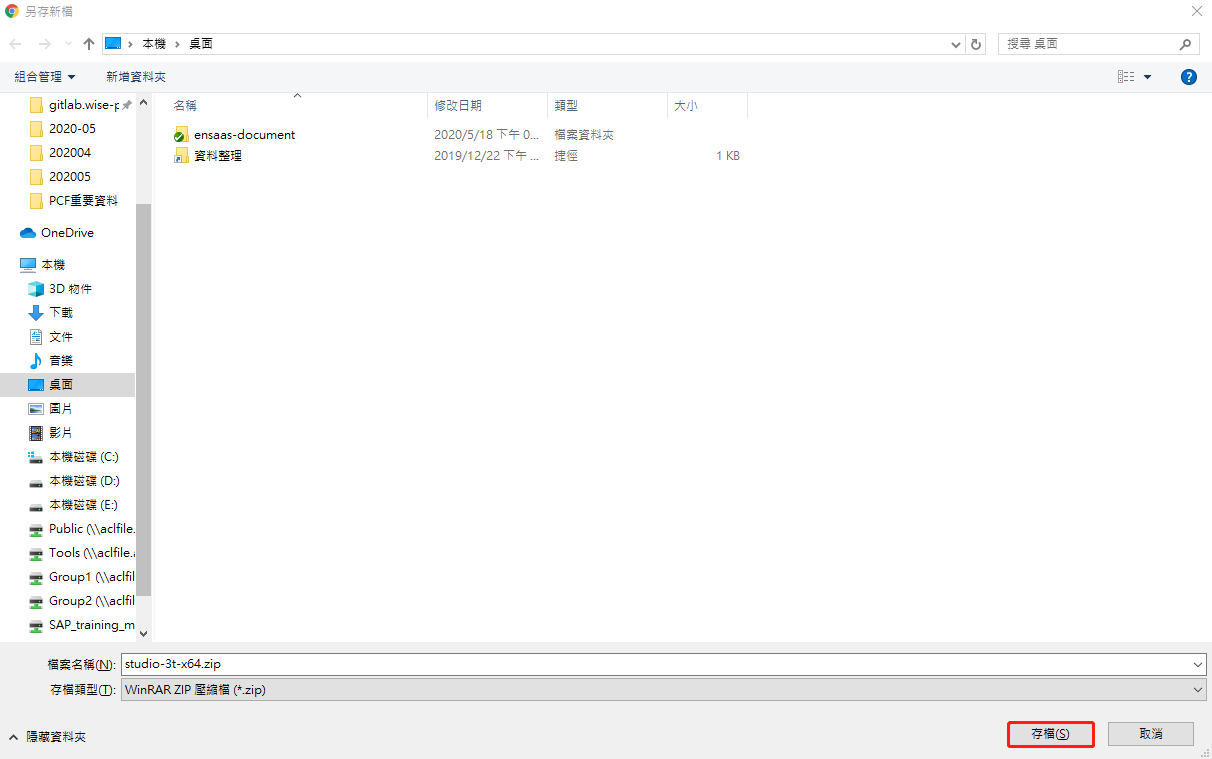 另存新檔
本機 桌面
搜尋 桌面
組合管理 新增資料夾
gitlab.wise-p
2020-05
202004
202005
PCF重要資料
OneDrive
本機
3D 物件
下載
文件
音樂
桌面
圖片
影片
本機磁碟 (C:)
本機磁碟 (D:)
本機磁碟 (E:)
Public (\\aclfile.
Tools (\\aclfile.a
Group1 (\\aclfil
Group2 (\\aclfil
SAP_training_m
名稱 修改日期 類型 大小
ensaas-document 2020/5/18 下午 0... 檔案資料夾
資料整理 2019/12/22 下午 ... 捷徑 1 KB
檔案名稱(N): studio-3t-x64.zip
存檔類型(T): WinRAR ZIP 壓縮檔 (*.zip)
隱藏資料夾 存檔(S) 取消